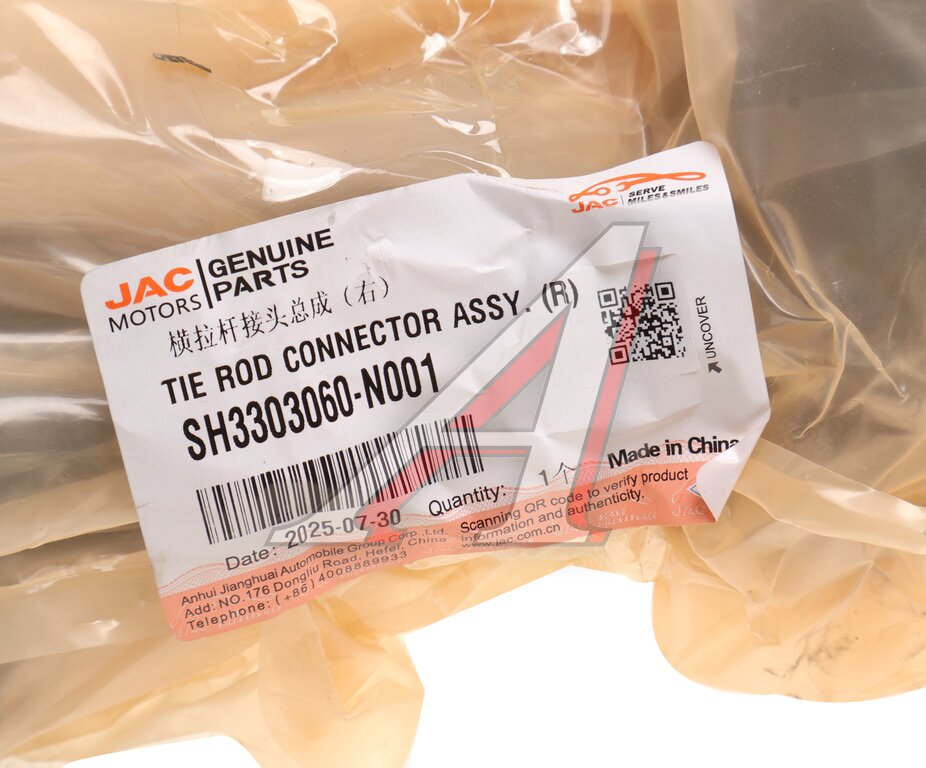 JAC
MOTORS
GENUINE
PARTS
JAC
SERVE
MILES & SMILES
横拉杆接头总成（右）
TIE ROD CONNECTOR ASSY. (R)
SH3303060-N001
UNCOVER
Made in China
Date: 2025-07-30
Quantity: 1个
Scanning QR code to verify product
information and authenticity.
www.jac.com.cn
Anhui Jianghuai Automobile Group Corp.,Ltd.
Add: NO.176 Dongliu Road, Hefei, China
Telephone: (+86) 4008889933
JAC